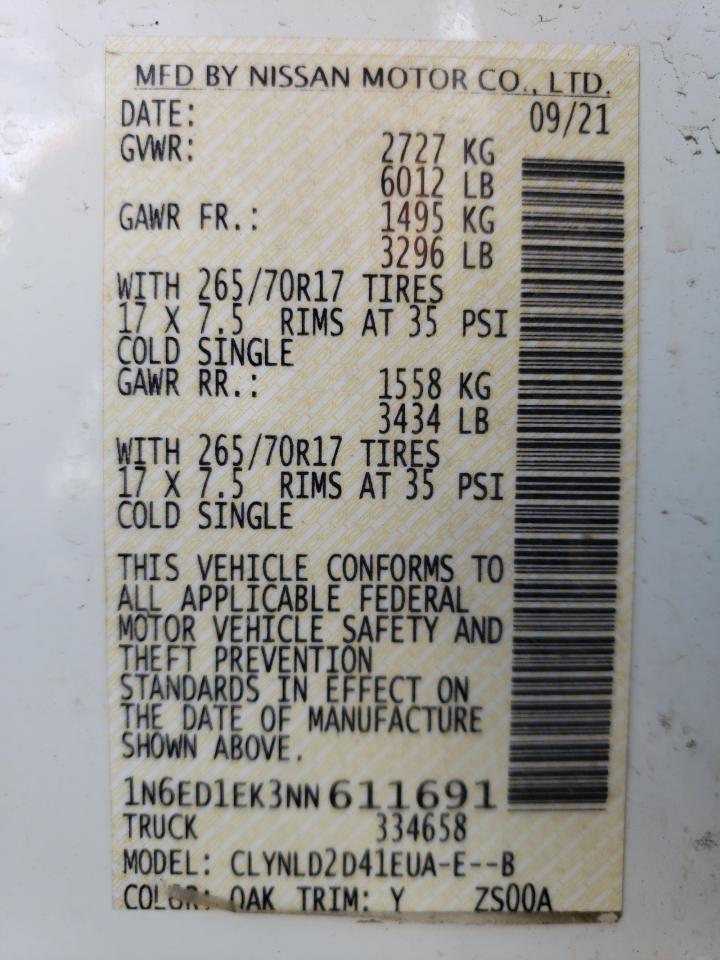 MFD BY NISSAN MOTOR CO., LTD.
DATE: 09/21
GVWR: 2727 KG
6012 LB
GAWR FR.: 1495 KG
3296 LB
WITH 265/70R17 TIRES
17 X 7.5 RIMS AT 35 PSI
COLD SINGLE
GAWR RR.: 1558 KG
3434 LB
WITH 265/70R17 TIRES
17 X 7.5 RIMS AT 35 PSI
COLD SINGLE
THIS VEHICLE CONFORMS TO
ALL APPLICABLE FEDERAL
MOTOR VEHICLE SAFETY AND
THEFT PREVENTION
STANDARDS IN EFFECT ON
THE DATE OF MANUFACTURE
SHOWN ABOVE.
1N6ED1EK3NN611691
TRUCK 334658
MODEL: CLYNLD2D41EUA-E--B
COLOR: QAK TRIM: Y ZS00A